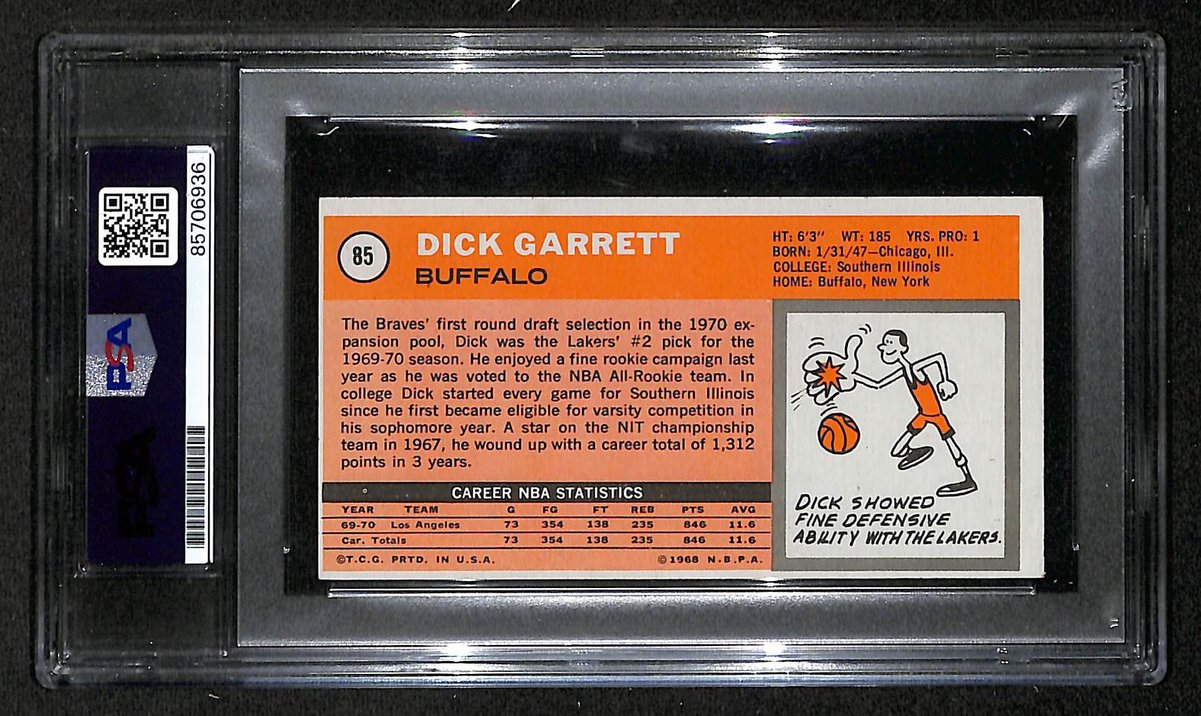 85706936
PSA
PSA
85
DICK GARRETT
BUFFALO
HT: 6'3" WT: 185 YRS. PRO: 1
BORN: 1/31/47—Chicago, Ill.
COLLEGE: Southern Illinois
HOME: Buffalo, New York
The Braves' first round draft selection in the 1970 ex-
pansion pool, Dick was the Lakers' #2 pick for the
1969-70 season. He enjoyed a fine rookie campaign last
year as he was voted to the NBA All-Rookie team. In
college Dick started every game for Southern Illinois
since he first became eligible for varsity competition in
his sophomore year. A star on the NIT championship
team in 1967, he wound up with a career total of 1,312
points in 3 years.
CAREER NBA STATISTICS
YEAR TEAM G FG FT REB PTS AVG
69-70 Los Angeles 73 354 138 235 846 11.6
Car. Totals 73 354 138 235 846 11.6
©T.C.G. PRTD. IN U.S.A. ©1968 N.B.P.A.
DICK SHOWED
FINE DEFENSIVE
ABILITY WITH THE LAKERS.